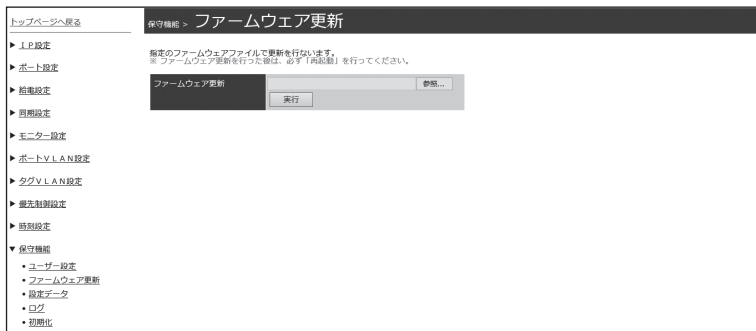 トップページへ戻る
▶ ＩＰ設定
▶ ポート設定
▶ 給電設定
▶ 同期設定
▶ モニター設定
▶ ポートＶＬＡＮ設定
▶ タグＶＬＡＮ設定
▶ 優先制御設定
▶ 時刻設定
▼ 保守機能
• ユーザー設定
• ファームウェア更新
• 設定データ
• ログ
• 初期化
保守機能 > ファームウェア更新
指定のファームウェアファイルで更新を行ないます。
※ ファームウェア更新を行った後は、必ず「再起動」を行ってください。
ファームウェア更新 参照...
実行